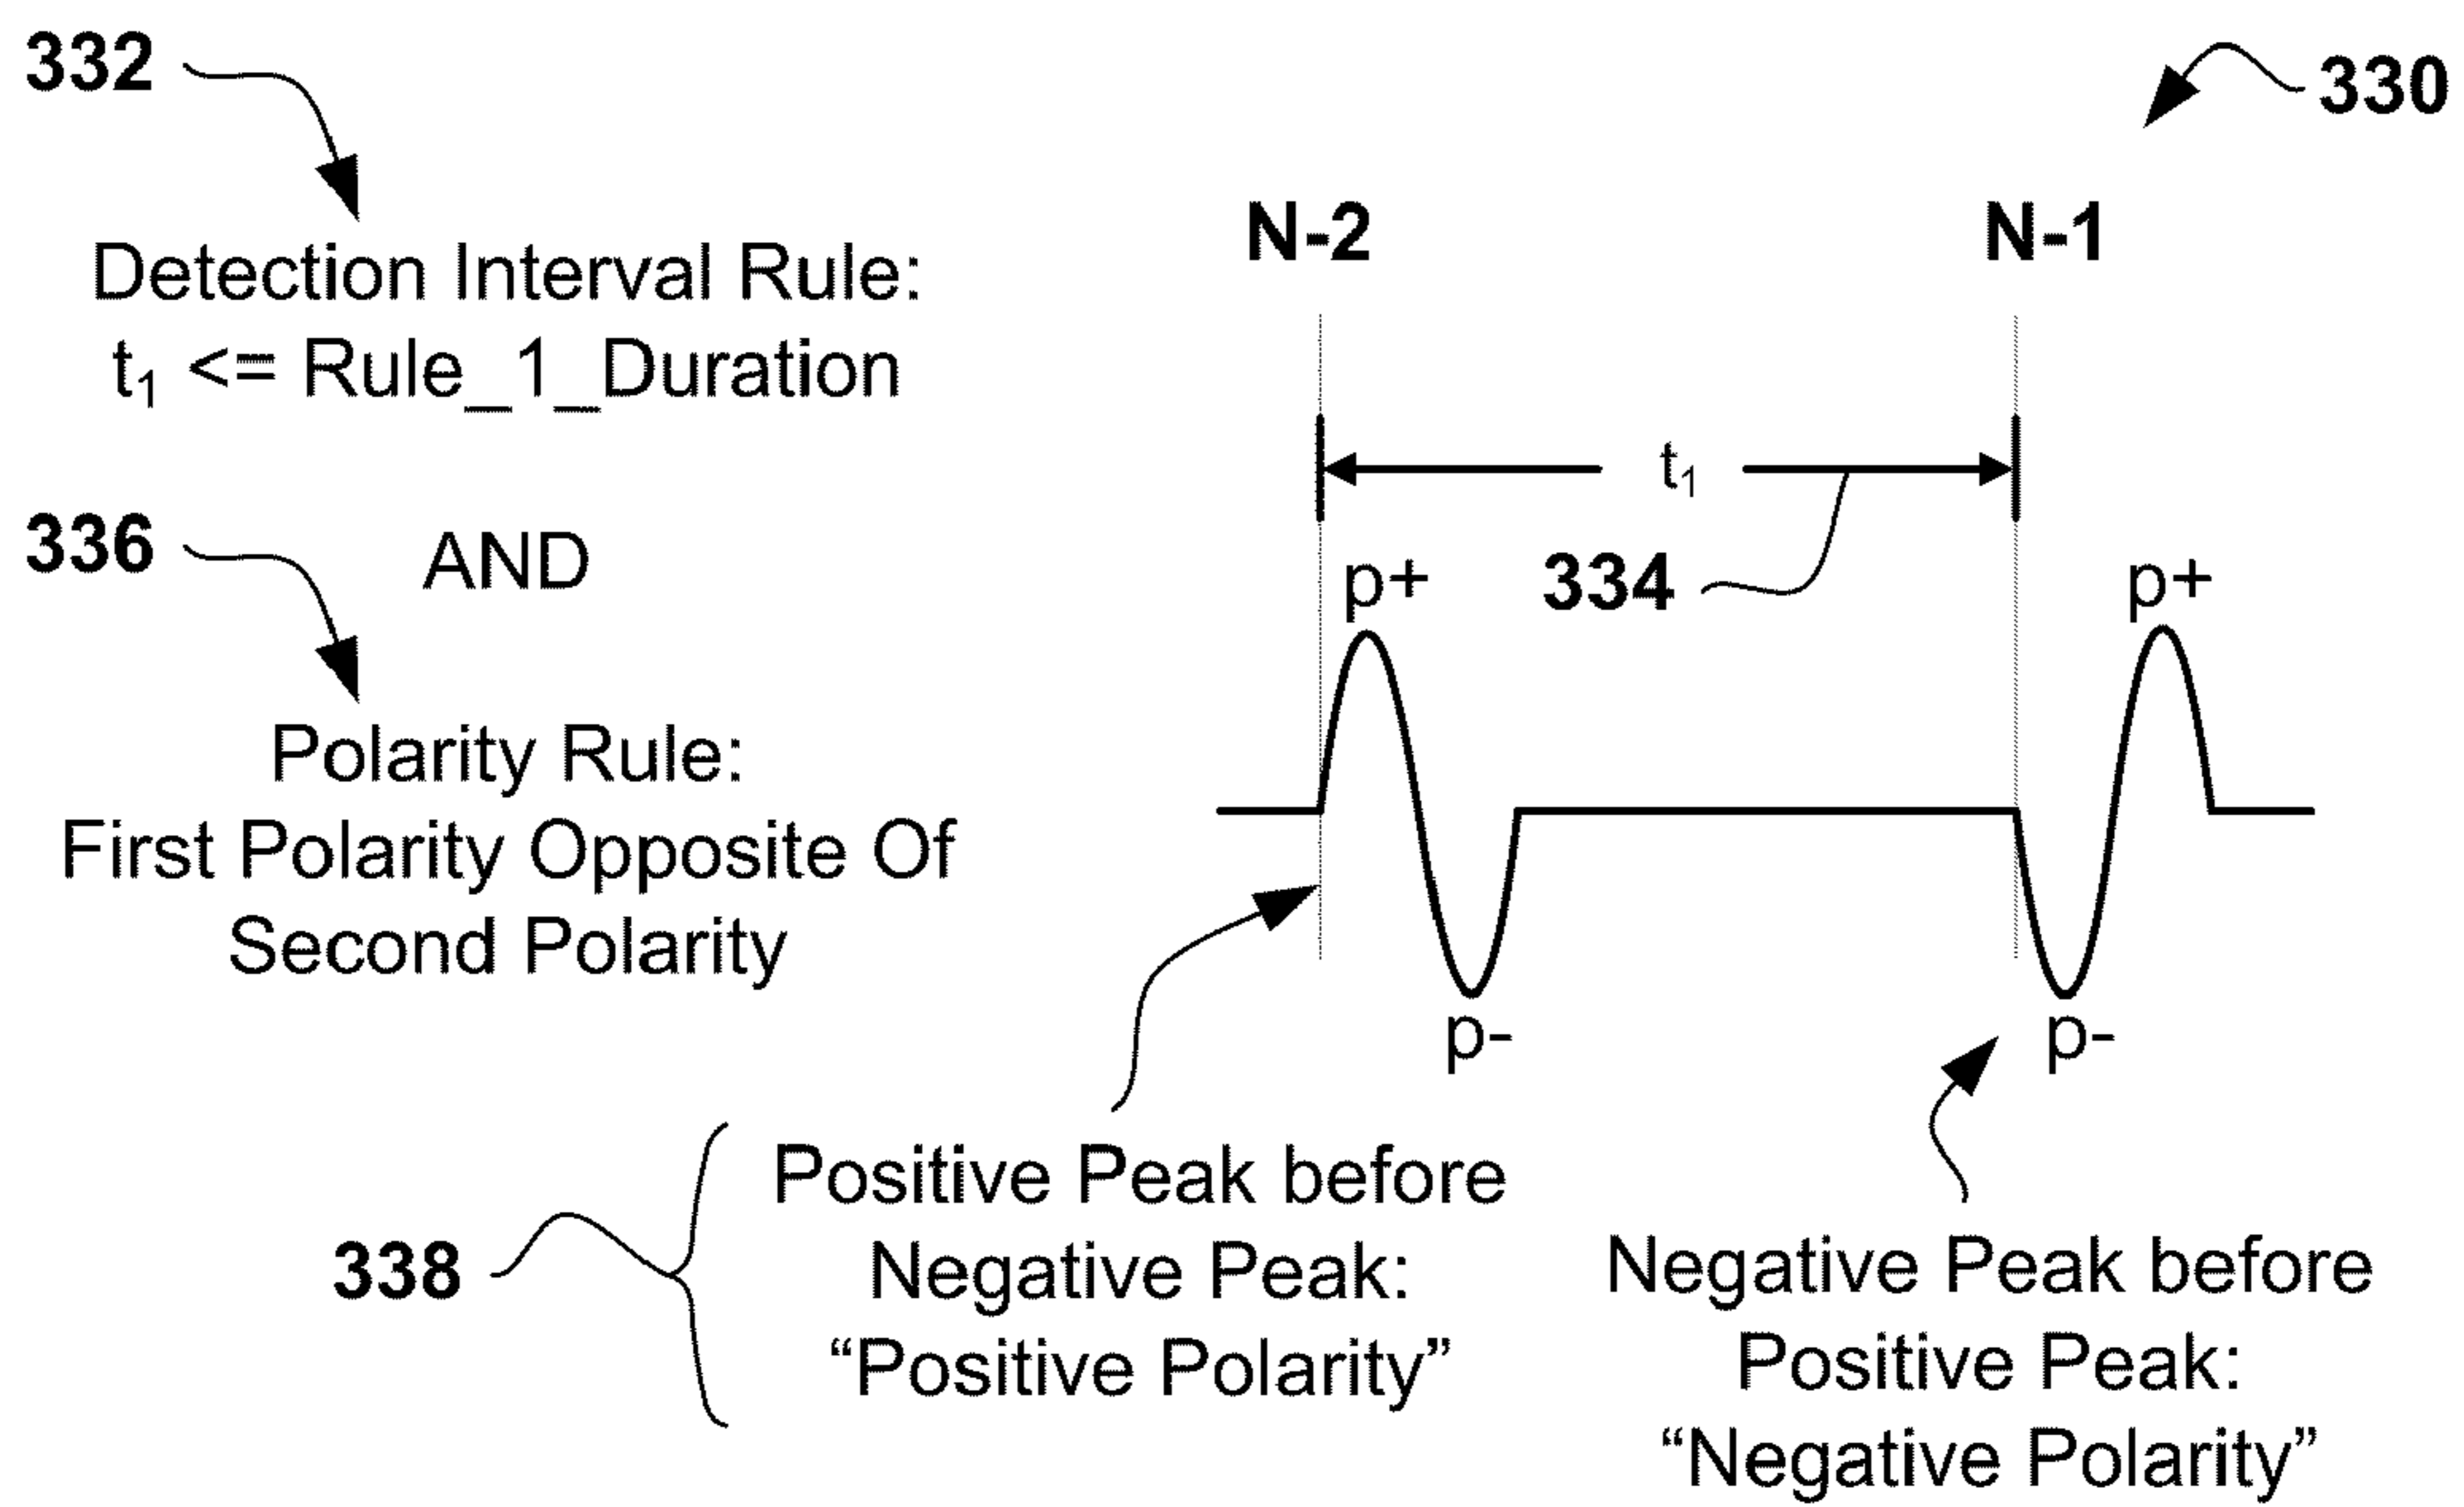 332
330
Detection Interval Rule:
t₁ <= Rule_1_Duration
N-2
N-1
t₁
336
AND
334
p+
p+
Polarity Rule:
First Polarity Opposite Of
Second Polarity
p-
p-
338
Positive Peak before
Negative Peak:
“Positive Polarity”
Negative Peak before
Positive Peak:
“Negative Polarity”